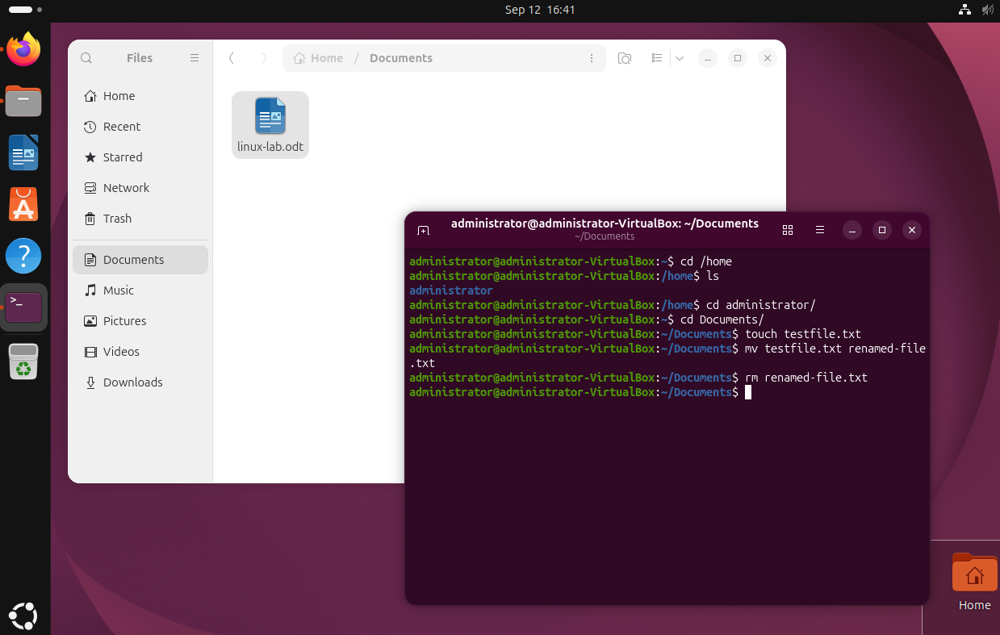 Sep 12 16:41
Files
Home / Documents
Home
Recent
Starred
Network
Trash
Documents
Music
Pictures
Videos
Downloads
linux-lab.odt
administrator@administrator-VirtualBox: ~/Documents
~/Documents
administrator@administrator-VirtualBox:~$ cd /home
administrator@administrator-VirtualBox:/home$ ls
administrator
administrator@administrator-VirtualBox:/home$ cd administrator/
administrator@administrator-VirtualBox:~$ cd Documents/
administrator@administrator-VirtualBox:~/Documents$ touch testfile.txt
administrator@administrator-VirtualBox:~/Documents$ mv testfile.txt renamed-file
.txt
administrator@administrator-VirtualBox:~/Documents$ rm renamed-file.txt
administrator@administrator-VirtualBox:~/Documents$
Home